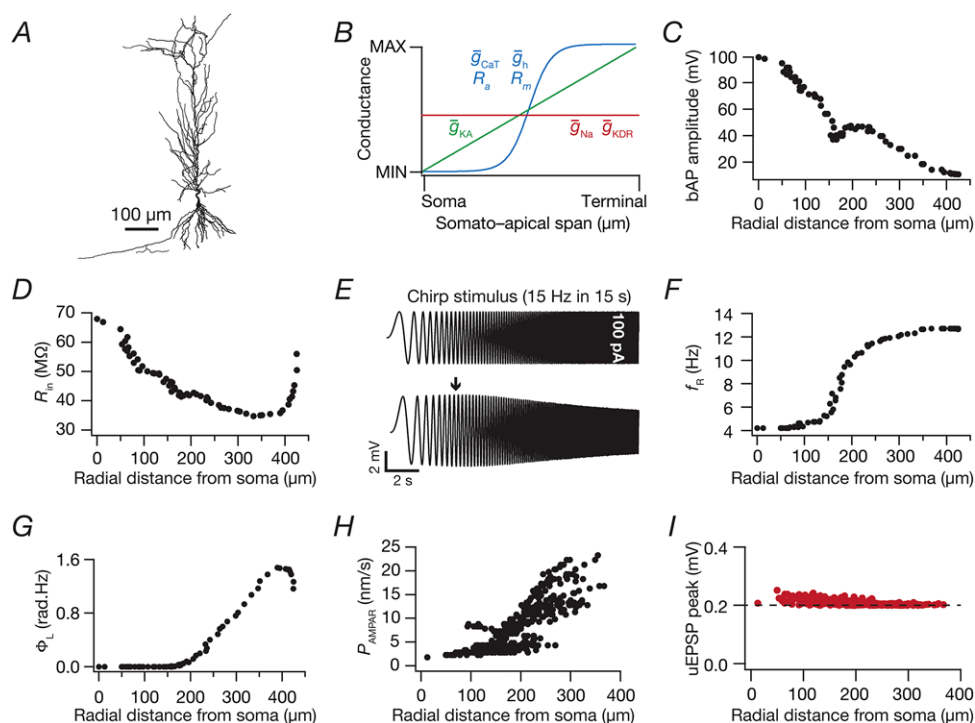 A
100 µm
B
MAX
MIN
Conductance
g̅CaT g̅h
Ra Rm
g̅KA
g̅Na g̅KDR
Soma Terminal
Somato–apical span (µm)
C
bAP amplitude (mV)
100
80
60
40
20
0 100 200 300 400
Radial distance from soma (µm)
D
Rin (MΩ)
70
60
50
40
30
0 100 200 300 400
Radial distance from soma (µm)
E
Chirp stimulus (15 Hz in 15 s)
100 pA
2 mV
2 s
F
fR (Hz)
14
12
10
8
6
4
0 100 200 300 400
Radial distance from soma (µm)
G
ΦL (rad.Hz)
1.6
0.8
0.0
0 100 200 300 400
Radial distance from soma (µm)
H
PAMPAR (nm/s)
25
20
15
10
5
0
0 100 200 300 400
Radial distance from soma (µm)
I
uEPSP peak (mV)
0.4
0.2
0.0
0 100 200 300 400
Radial distance from soma (µm)